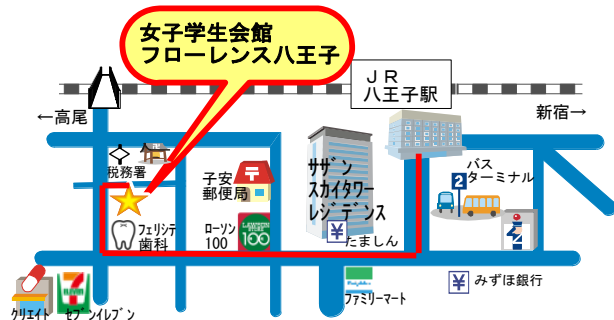 女子学生会館
フローレンス八王子
ＪＲ
八王子駅
←高尾
新宿→
税務署
子安
郵便局
サザン
スカイタワー
レジデンス
バス
ターミナル
2
フェリシテ
歯科
ローソン
100
LAWSON
STORE
100
¥
たましん
クリエイト
セブンイレブン
ファミリーマート
¥
みずほ銀行